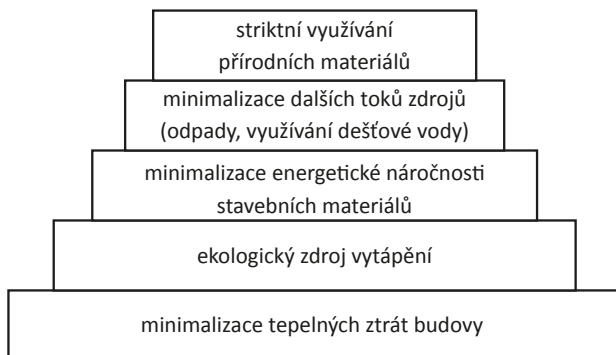 striktní využívání
přírodních materiálů
minimalizace dalších toků zdrojů
(odpady, využívání dešťové vody)
minimalizace energetické náročnosti
stavebních materiálů
ekologický zdroj vytápění
minimalizace tepelných ztrát budovy